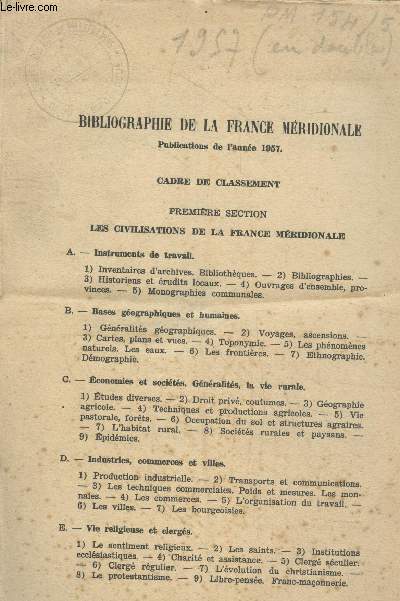 Le-livre.com
PM 154/5
1957 (en double)
BIBLIOGRAPHIE DE LA FRANCE MÉRIDIONALE
Publications de l'année 1957.
CADRE DE CLASSEMENT
PREMIÈRE SECTION
LES CIVILISATIONS DE LA FRANCE MÉRIDIONALE
A. — Instruments de travail.
1) Inventaires d'archives. Bibliothèques. — 2) Bibliographies. —
3) Historiens et érudits locaux. — 4) Ouvrages d'ensemble, pro-
vinces. — 5) Monographies communales.
B. — Bases géographiques et humaines.
1) Généralités géographiques. — 2) Voyages, ascensions. —
3) Cartes, plans et vues. — 4) Toponymie. — 5) Les phénomènes
naturels. Les eaux. — 6) Les frontières. — 7) Ethnographie.
Démographie.
C. — Économies et sociétés. Généralités, la vie rurale.
1) Études diverses. — 2) Droit privé, coutumes. — 3) Géographie
agricole. — 4) Techniques et productions agricoles. — 5) Vie
pastorale, forêts. — 6) Occupation du sol et structures agraires.
— 7) L'habitat rural. — 8) Sociétés rurales et paysans. —
9) Épidémies.
D. — Industries, commerces et villes.
1) Production industrielle. — 2) Transports et communications.
— 3) Les techniques commerciales. Poids et mesures. Les mon-
naies. — 4) Les commerces. — 5) L'organisation du travail. —
6) Les villes. — 7) Les bourgeoisies.
E. — Vie religieuse et clergés.
1) Le sentiment religieux. — 2) Les saints. — 3) Institutions
ecclésiastiques. — 4) Charité et assistance. — 5) Clergé séculier.
— 6) Clergé régulier. — 7) L'évolution du christianisme. —
8) Le protestantisme. — 9) Libre-pensée. Franc-maçonnerie.